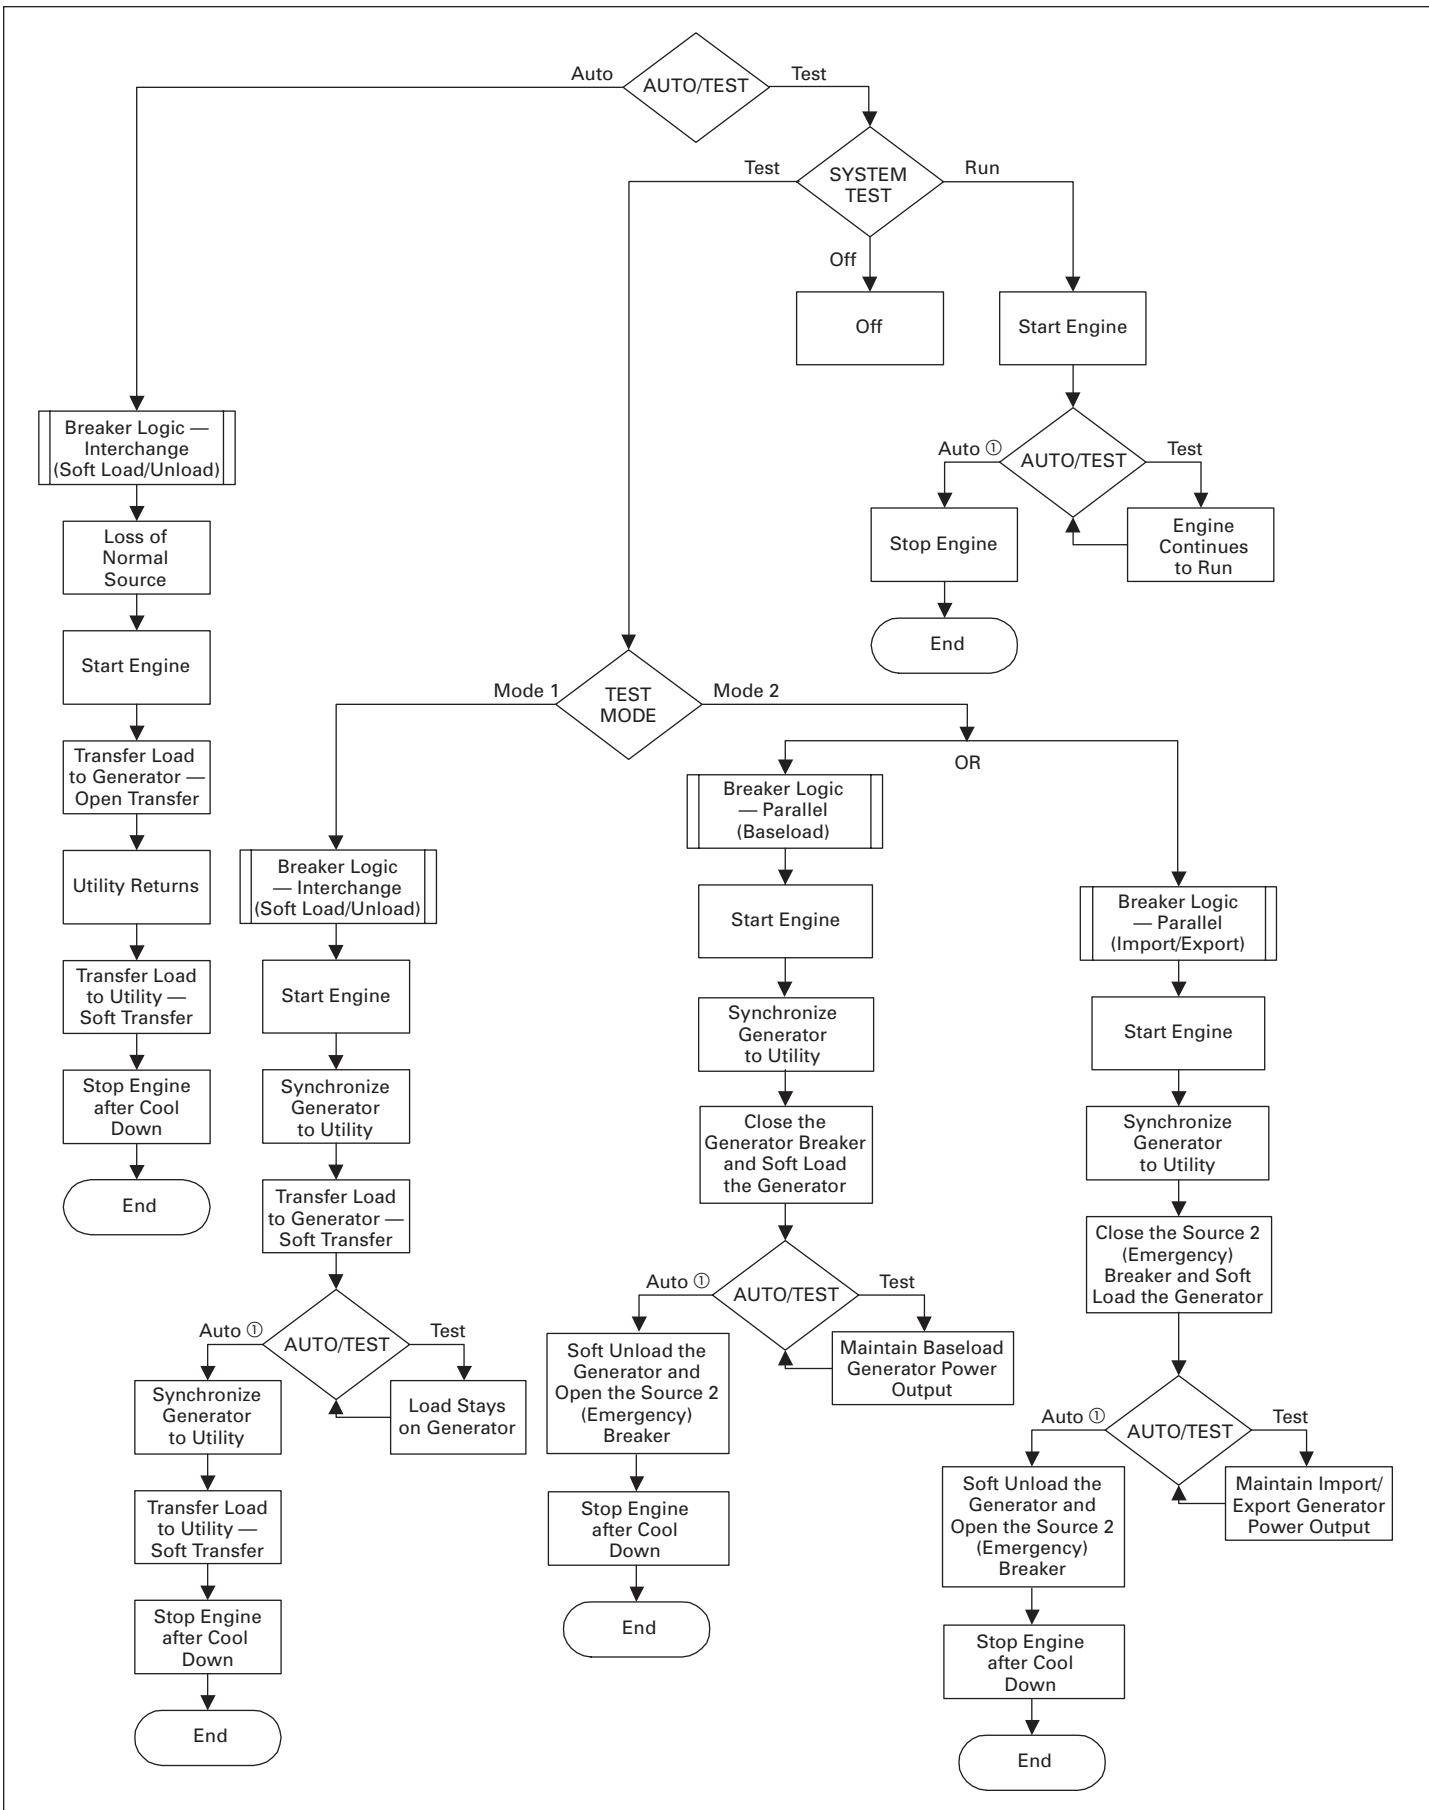 Auto
AUTO/TEST
Test
Test
SYSTEM
TEST
Run
Off
Off
Start Engine
Auto ①
AUTO/TEST
Test
Stop Engine
Engine
Continues
to Run
End
Breaker Logic —
Interchange
(Soft Load/Unload)
Loss of
Normal
Source
Start Engine
Transfer Load
to Generator —
Open Transfer
Utility Returns
Transfer Load
to Utility —
Soft Transfer
Stop Engine
after Cool
Down
End
Mode 1
TEST
MODE
Mode 2
OR
Breaker Logic
— Interchange
(Soft Load/Unload)
Start Engine
Synchronize
Generator
to Utility
Transfer Load
to Generator —
Soft Transfer
Auto ①
AUTO/TEST
Test
Synchronize
Generator
to Utility
Load Stays
on Generator
Transfer Load
to Utility —
Soft Transfer
Stop Engine
after Cool
Down
End
Breaker Logic
— Parallel
(Baseload)
Start Engine
Synchronize
Generator
to Utility
Close the
Generator Breaker
and Soft Load
the Generator
Auto ①
AUTO/TEST
Test
Soft Unload the
Generator and
Open the Source 2
(Emergency)
Breaker
Maintain Baseload
Generator Power
Output
Stop Engine
after Cool
Down
End
Breaker Logic
— Parallel
(Import/Export)
Start Engine
Synchronize
Generator
to Utility
Close the Source 2
(Emergency)
Breaker and Soft
Load the Generator
Auto ①
AUTO/TEST
Test
Soft Unload the
Generator and
Open the Source 2
(Emergency)
Breaker
Maintain Import/
Export Generator
Power Output
Stop Engine
after Cool
Down
End